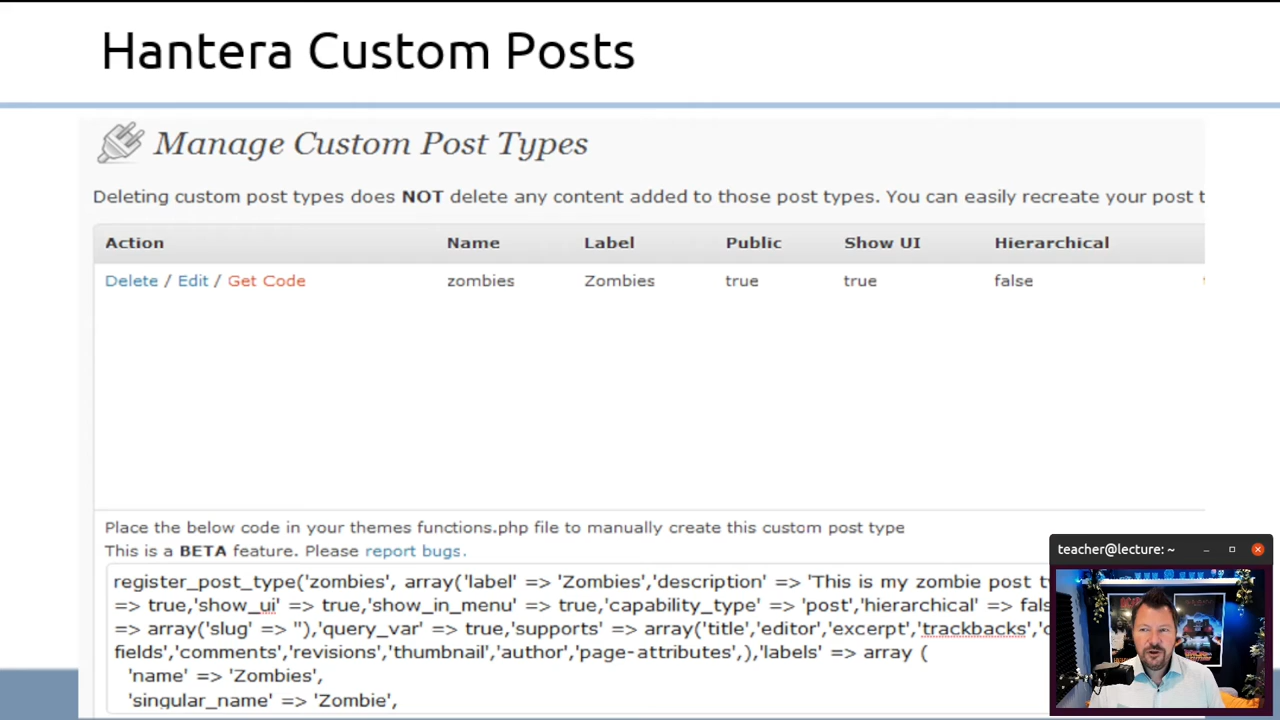 Hantera Custom Posts
Manage Custom Post Types
Deleting custom post types does NOT delete any content added to those post types. You can easily recreate your post t
Action Name Label Public Show UI Hierarchical
Delete / Edit / Get Code zombies Zombies true true false
Place the below code in your themes functions.php file to manually create this custom post type
This is a BETA feature. Please report bugs.
register_post_type('zombies', array('label' => 'Zombies','description' => 'This is my zombie post ty
=> true,'show_ui' => true,'show_in_menu' => true,'capability_type' => 'post','hierarchical' => fals
=> array('slug' => ''),'query_var' => true,'supports' => array('title','editor','excerpt','trackbacks','c
fields','comments','revisions','thumbnail','author','page-attributes',),'labels' => array (
'name' => 'Zombies',
'singular_name' => 'Zombie',
teacher@lecture: ~